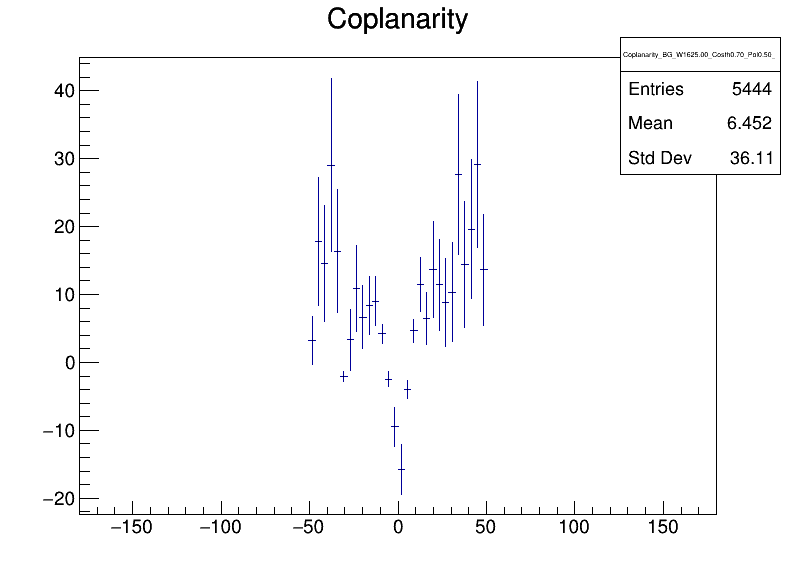 Coplanarity
Coplanarity_BG_W1625.00_Costh0.70_Pol0.50_
Entries 5444
Mean 6.452
Std Dev 36.11
40
30
20
10
0
−10
−20
−150 −100 −50 0 50 100 150